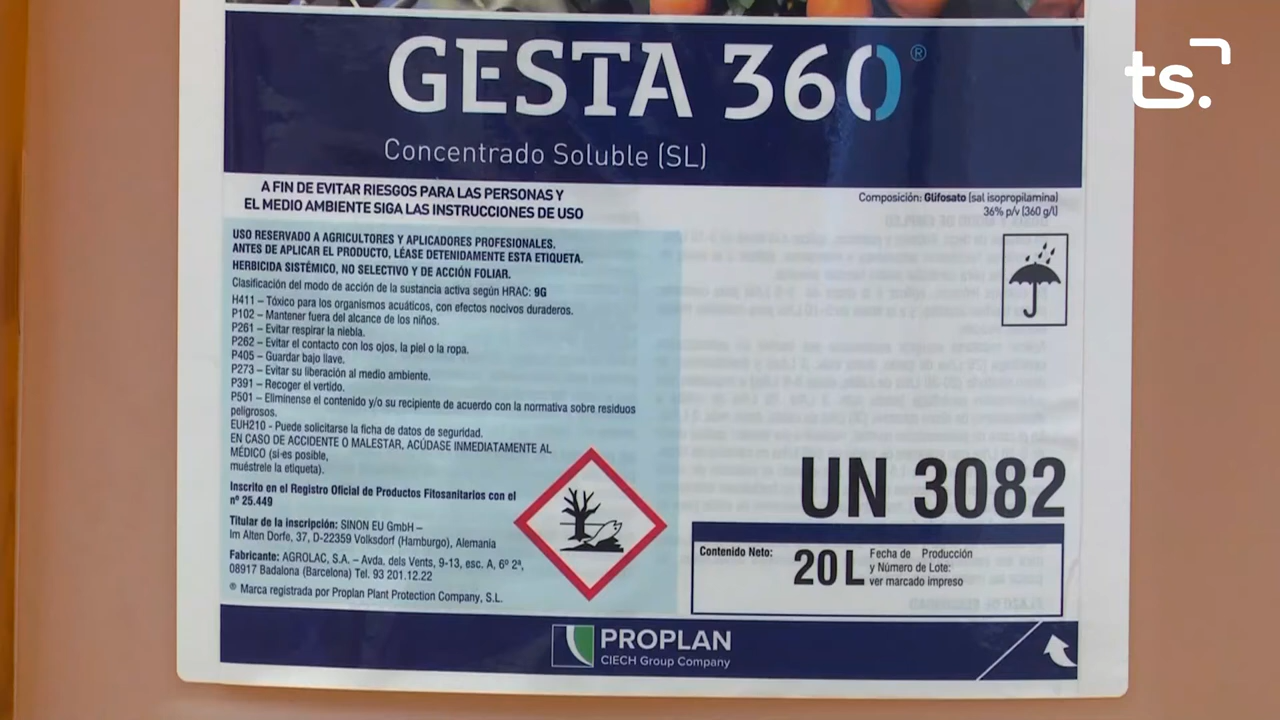 GESTA 360®
ts.
Concentrado Soluble (SL)
A FIN DE EVITAR RIESGOS PARA LAS PERSONAS Y
EL MEDIO AMBIENTE SIGA LAS INSTRUCCIONES DE USO
Composición: Glifosato (sal isopropilamina)
36% p/v (360 g/l)
USO RESERVADO A AGRICULTORES Y APLICADORES PROFESIONALES.
ANTES DE APLICAR EL PRODUCTO, LÉASE DETENIDAMENTE ESTA ETIQUETA.
HERBICIDA SISTÉMICO, NO SELECTIVO Y DE ACCIÓN FOLIAR.
Clasificación del modo de acción de la sustancia activa según HRAC: 9G
H411 – Tóxico para los organismos acuáticos, con efectos nocivos duraderos.
P102 – Mantener fuera del alcance de los niños.
P261 – Evitar respirar la niebla.
P262 – Evitar el contacto con los ojos, la piel o la ropa.
P405 – Guardar bajo llave.
P273 – Evitar su liberación al medio ambiente.
P391 – Recoger el vertido.
P501 – Elimínense el contenido y/o su recipiente de acuerdo con la normativa sobre residuos
peligrosos.
EUH210 - Puede solicitarse la ficha de datos de seguridad.
EN CASO DE ACCIDENTE O MALESTAR, ACÚDASE INMEDIATAMENTE AL
MÉDICO (si es posible,
muéstrele la etiqueta).
Inscrito en el Registro Oficial de Productos Fitosanitarios con el
nº 25.449
Titular de la inscripción: SINON EU GmbH –
Im Alten Dorfe, 37, D-22359 Volksdorf (Hamburgo), Alemania
Fabricante: AGROLAC, S.A. – Avda. dels Vents, 9-13, esc. A, 6º 2ª,
08917 Badalona (Barcelona) Tel. 93 201.12.22
® Marca registrada por Proplan Plant Protection Company, S.L.
UN 3082
Contenido Neto: 20 L
Fecha de Producción
y Número de Lote:
ver marcado impreso
PROPLAN
CIECH Group Company